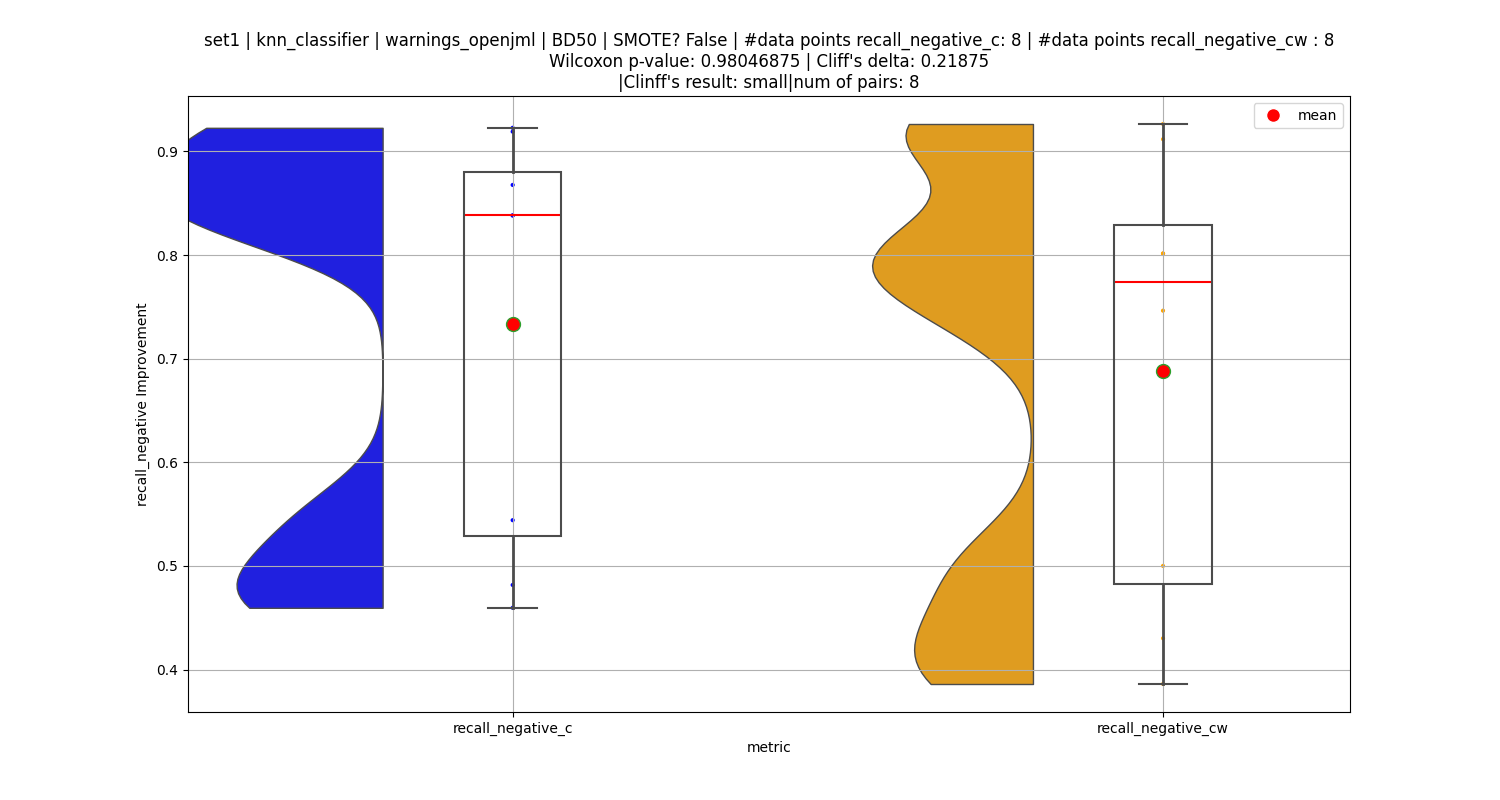 set1 | knn_classifier | warnings_openjml | BD50 | SMOTE? False | #data points recall_negative_c: 8 | #data points recall_negative_cw : 8
Wilcoxon p-value: 0.98046875 | Cliff's delta: 0.21875
|Clinff's result: small|num of pairs: 8
mean
0.9
0.8
0.7
0.6
0.5
0.4
recall_negative Improvement
recall_negative_c
recall_negative_cw
metric